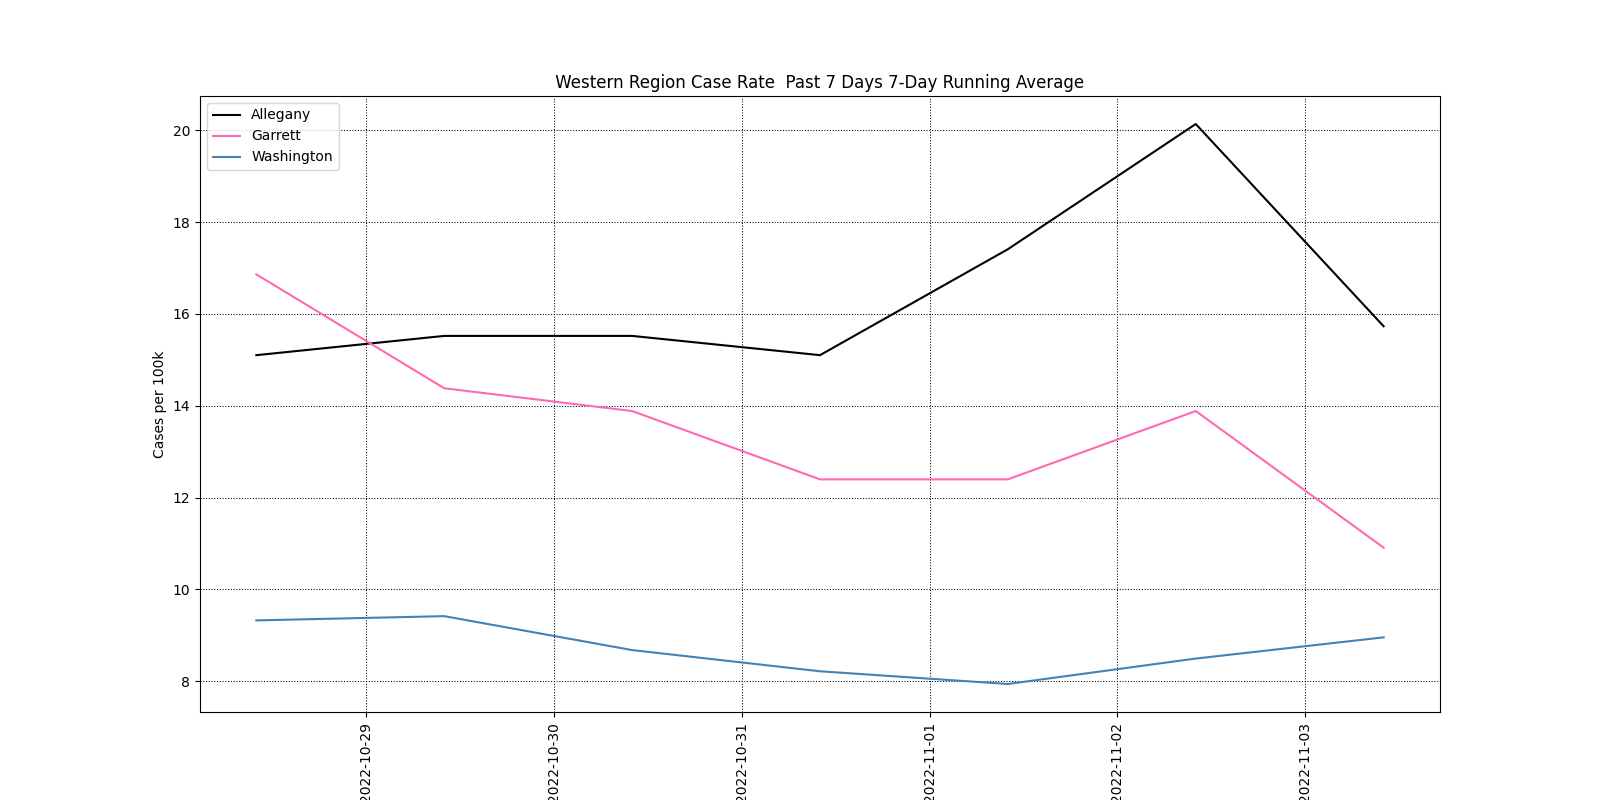 Western Region Case Rate  Past 7 Days 7-Day Running Average
Allegany
Garrett
Washington
Cases per 100k
20
18
16
14
12
10
8
2022-10-29
2022-10-30
2022-10-31
2022-11-01
2022-11-02
2022-11-03